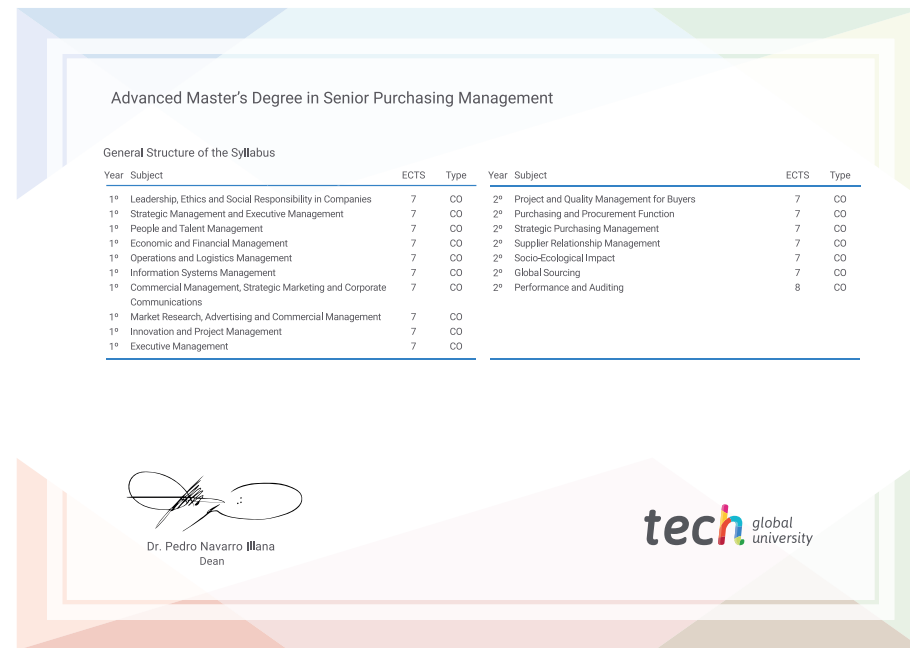 Advanced Master's Degree in Senior Purchasing Management
General Structure of the Syllabus
Year Subject ECTS Type
1º Leadership, Ethics and Social Responsibility in Companies 7 CO
1º Strategic Management and Executive Management 7 CO
1º People and Talent Management 7 CO
1º Economic and Financial Management 7 CO
1º Operations and Logistics Management 7 CO
1º Information Systems Management 7 CO
1º Commercial Management, Strategic Marketing and Corporate 7 CO
Communications
1º Market Research, Advertising and Commercial Management 7 CO
1º Innovation and Project Management 7 CO
1º Executive Management 7 CO
Year Subject ECTS Type
2º Project and Quality Management for Buyers 7 CO
2º Purchasing and Procurement Function 7 CO
2º Strategic Purchasing Management 7 CO
2º Supplier Relationship Management 7 CO
2º Socio-Ecological Impact 7 CO
2º Global Sourcing 7 CO
2º Performance and Auditing 8 CO
Dr. Pedro Navarro Illana
Dean
tech global
university